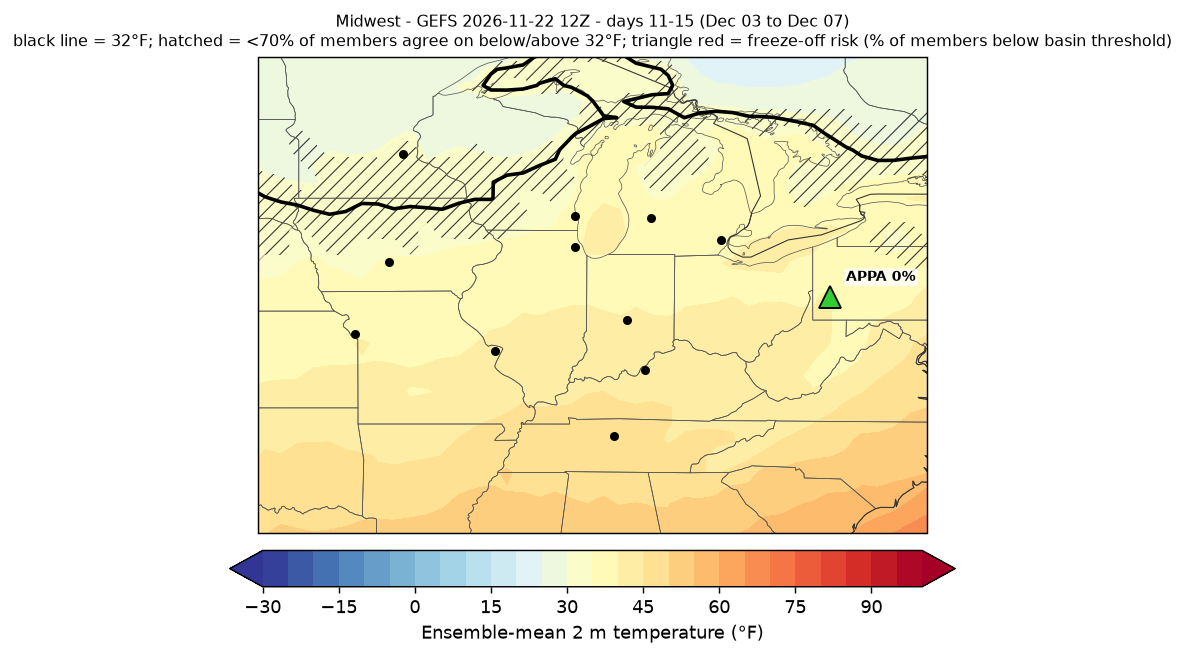 Midwest - GEFS 2026-11-22 12Z - days 11-15 (Dec 03 to Dec 07)
black line = 32°F; hatched = <70% of members agree on below/above 32°F; triangle red = freeze-off risk (% of members below basin threshold)
APPA 0%
−30 −15 0 15 30 45 60 75 90
Ensemble-mean 2 m temperature (°F)